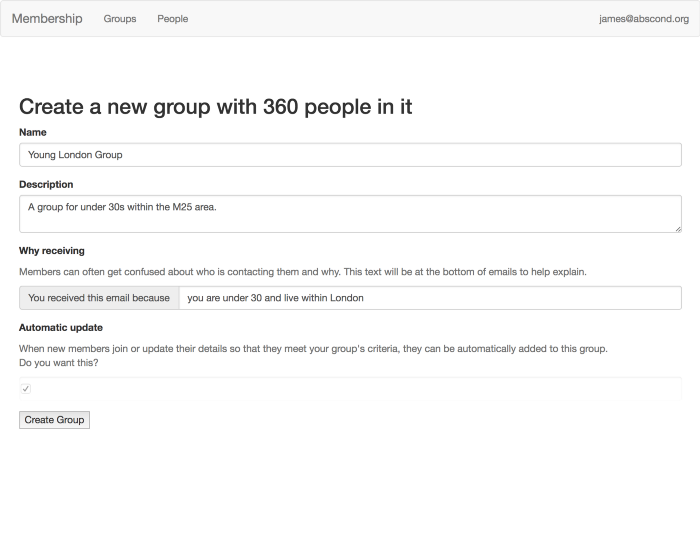 Membership Groups People james@abscond.org
Create a new group with 360 people in it
Name
Young London Group
Description
A group for under 30s within the M25 area.
Why receiving
Members can often get confused about who is contacting them and why. This text will be at the bottom of emails to help explain.
You received this email because you are under 30 and live within London
Automatic update
When new members join or update their details so that they meet your group's criteria, they can be automatically added to this group.
Do you want this?
Create Group